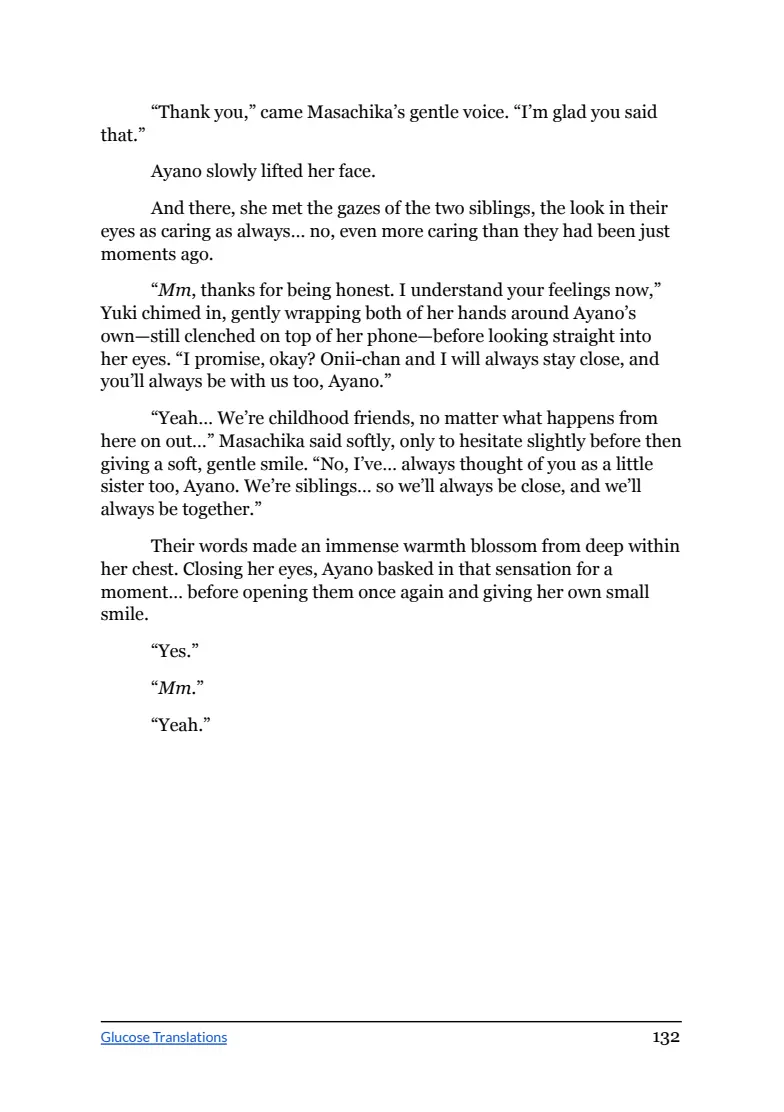 “Thank you,” came Masachika’s gentle voice. “I’m glad you said
that.”
Ayano slowly lifted her face.
And there, she met the gazes of the two siblings, the look in their
eyes as caring as always… no, even more caring than they had been just
moments ago.
“Mm, thanks for being honest. I understand your feelings now,”
Yuki chimed in, gently wrapping both of her hands around Ayano’s
own—still clenched on top of her phone—before looking straight into
her eyes. “I promise, okay? Onii-chan and I will always stay close, and
you’ll always be with us too, Ayano.”
“Yeah… We’re childhood friends, no matter what happens from
here on out…” Masachika said softly, only to hesitate slightly before then
giving a soft, gentle smile. “No, I’ve… always thought of you as a little
sister too, Ayano. We’re siblings… so we’ll always be close, and we’ll
always be together.”
Their words made an immense warmth blossom from deep within
her chest. Closing her eyes, Ayano basked in that sensation for a
moment… before opening them once again and giving her own small
smile.
“Yes.”
“Mm.”
“Yeah.”
Glucose Translations 132